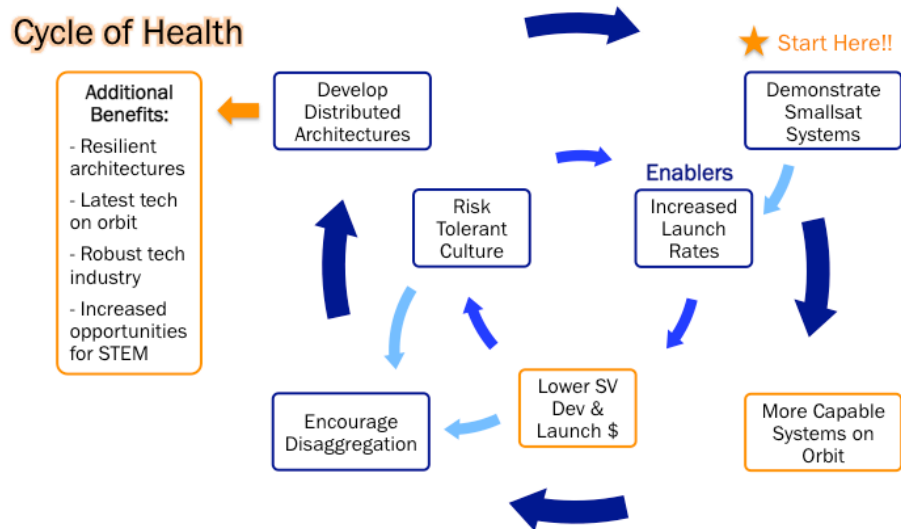 Cycle of Health
Start Here!!
Additional
Benefits:
- Resilient
architectures
- Latest tech
on orbit
- Robust tech
industry
- Increased
opportunities
for STEM
Develop
Distributed
Architectures
Demonstrate
Smallsat
Systems
Enablers
Risk
Tolerant
Culture
Increased
Launch
Rates
Encourage
Disaggregation
Lower SV
Dev &
Launch $
More Capable
Systems on
Orbit